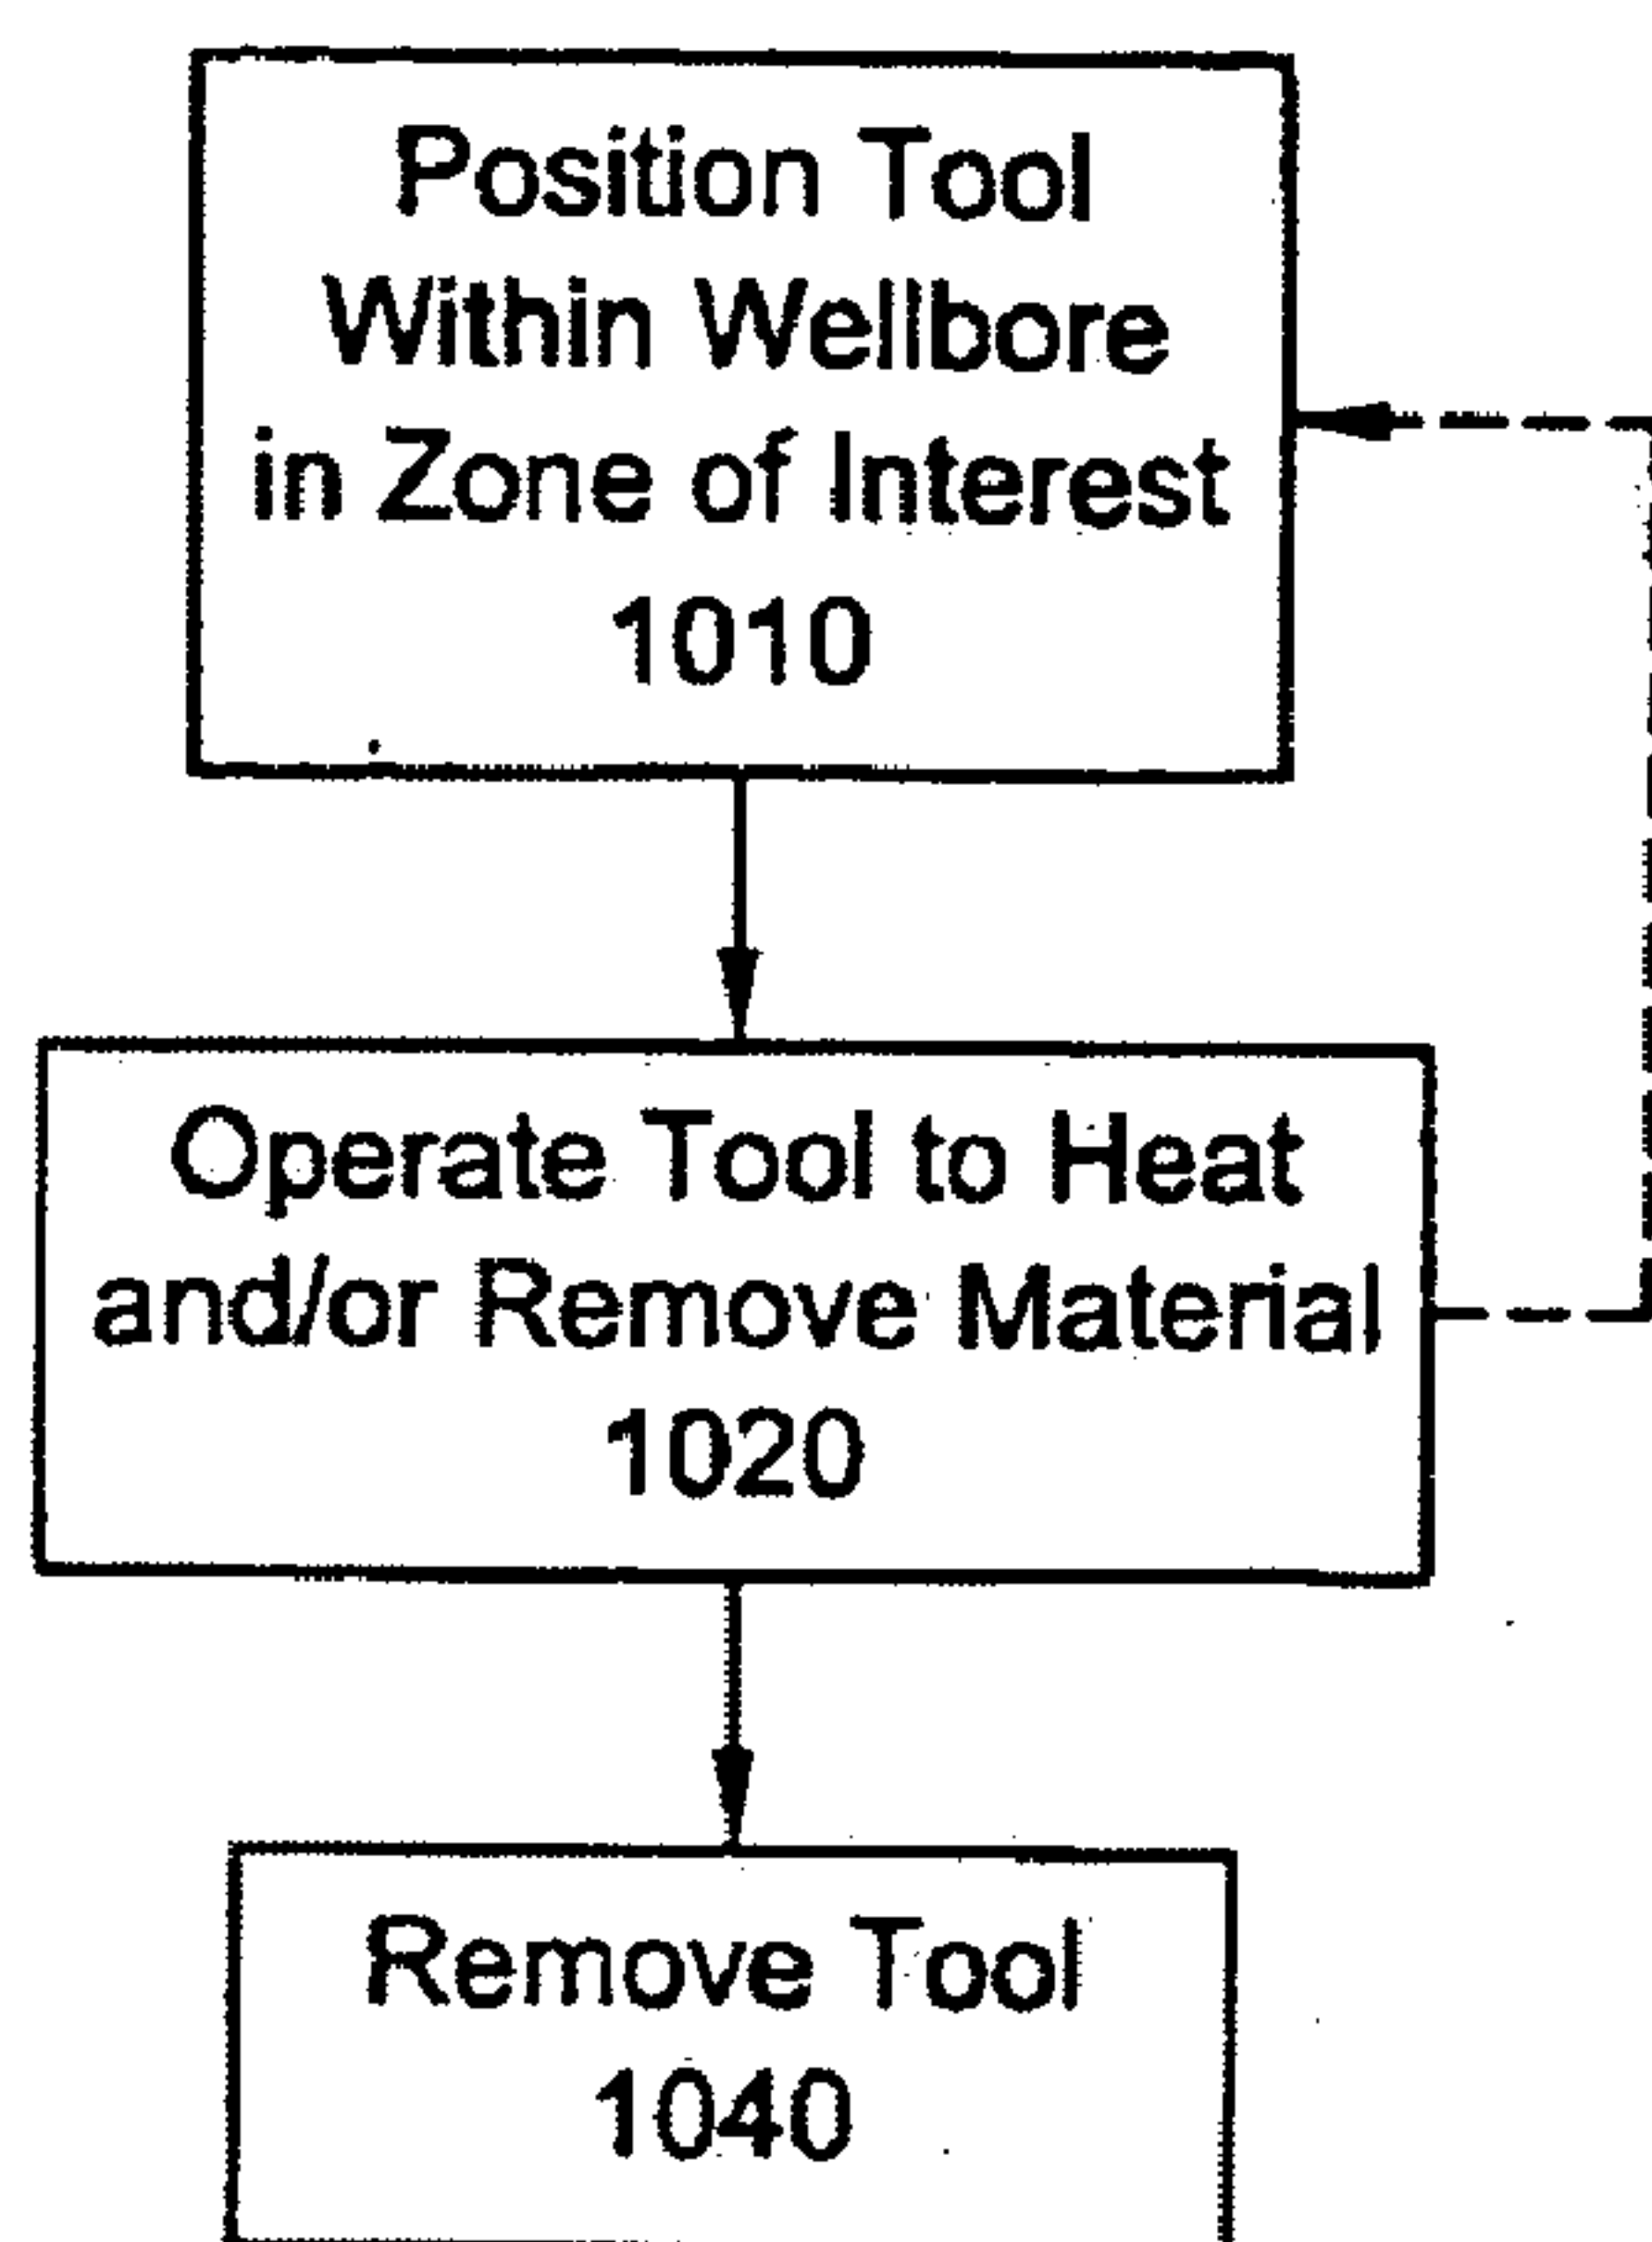 Position Tool
Within Wellbore
in Zone of Interest
1010
Operate Tool to Heat
and/or Remove Material
1020
Remove Tool
1040